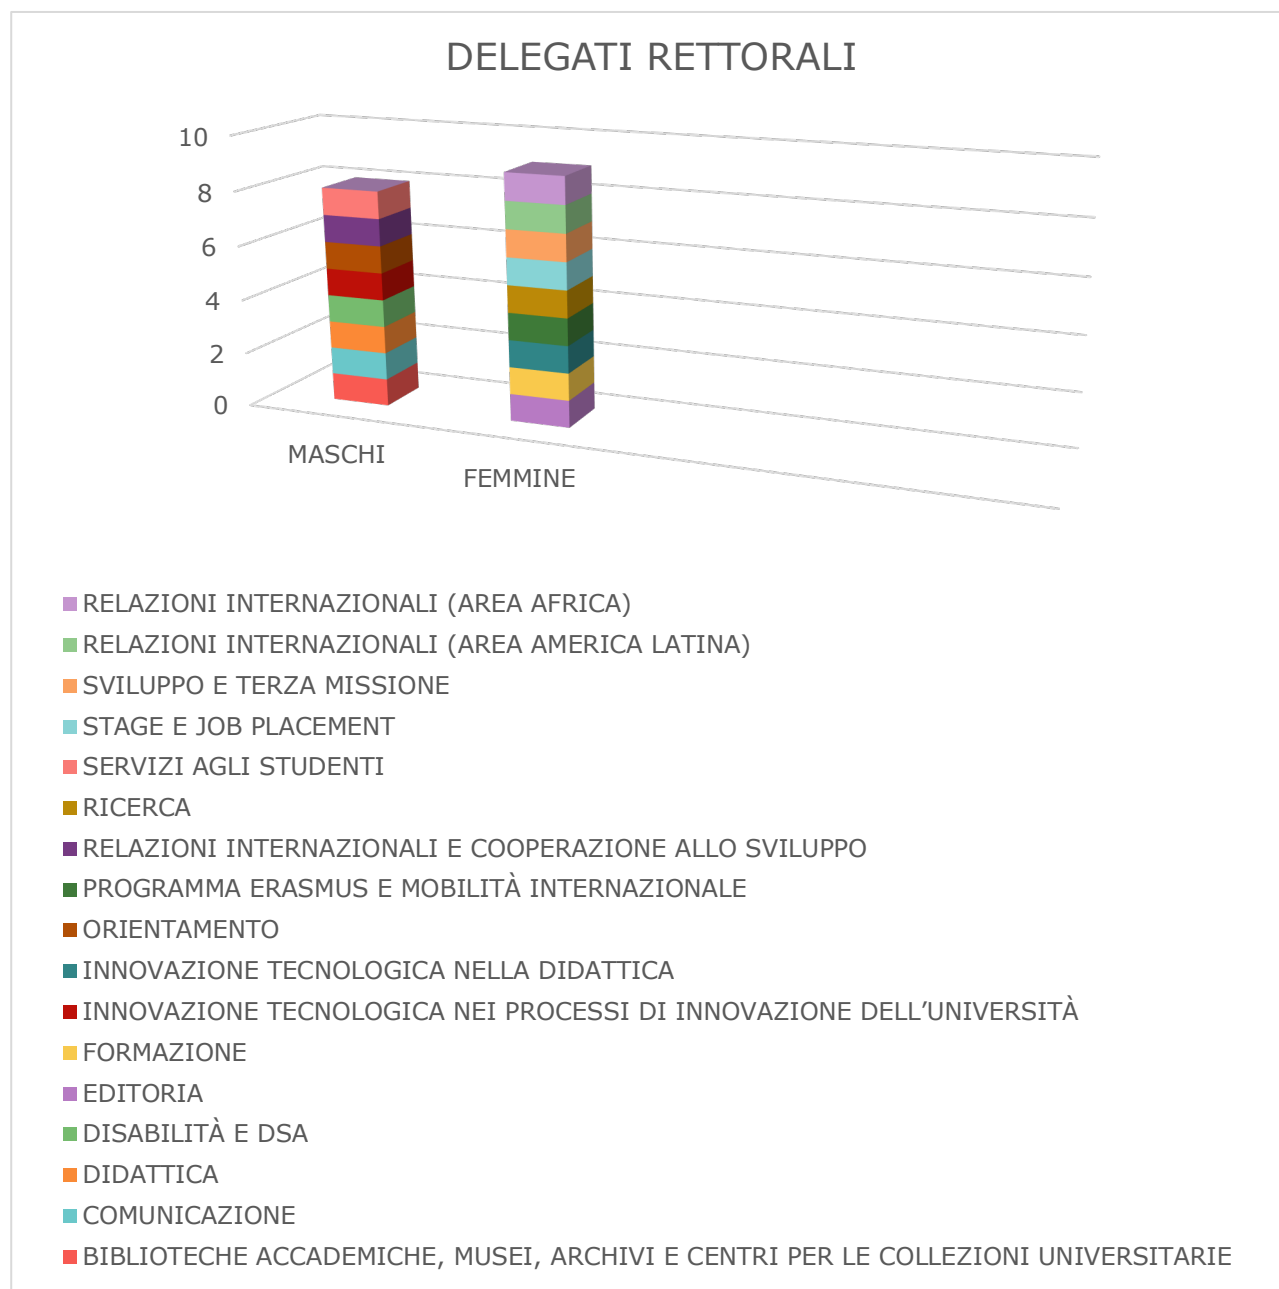 DELEGATI RETTORALI
10
8
6
4
2
0
MASCHI
FEMMINE
RELAZIONI INTERNAZIONALI (AREA AFRICA)
RELAZIONI INTERNAZIONALI (AREA AMERICA LATINA)
SVILUPPO E TERZA MISSIONE
STAGE E JOB PLACEMENT
SERVIZI AGLI STUDENTI
RICERCA
RELAZIONI INTERNAZIONALI E COOPERAZIONE ALLO SVILUPPO
PROGRAMMA ERASMUS E MOBILITÀ INTERNAZIONALE
ORIENTAMENTO
INNOVAZIONE TECNOLOGICA NELLA DIDATTICA
INNOVAZIONE TECNOLOGICA NEI PROCESSI DI INNOVAZIONE DELL’UNIVERSITÀ
FORMAZIONE
EDITORIA
DISABILITÀ E DSA
DIDATTICA
COMUNICAZIONE
BIBLIOTECHE ACCADEMICHE, MUSEI, ARCHIVI E CENTRI PER LE COLLEZIONI UNIVERSITARIE